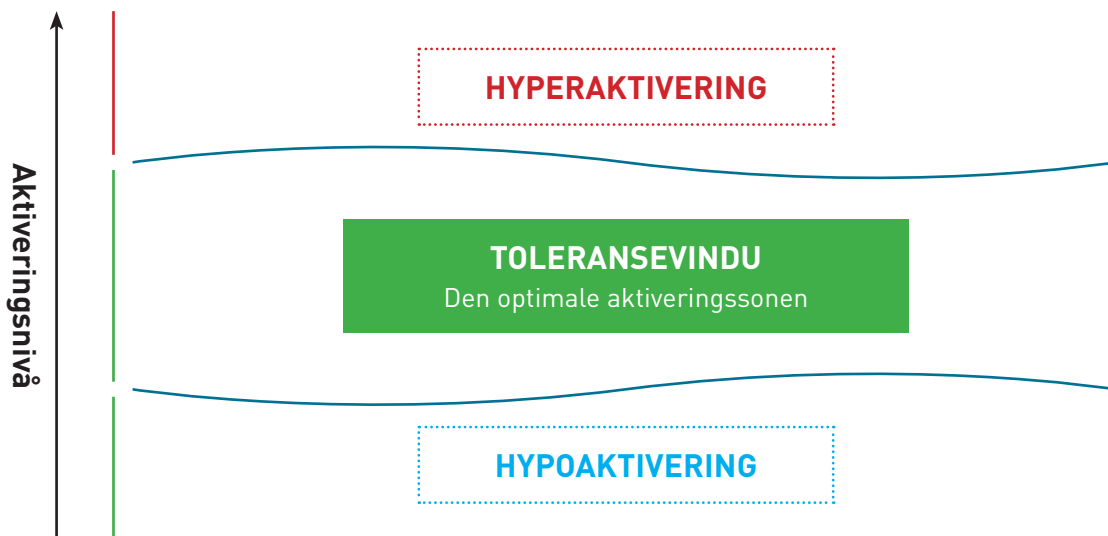 HYPERAKTIVERING
Aktiveringsnivå
TOLERANSEVINDU
Den optimale aktiveringssonen
HYPOAKTIVERING